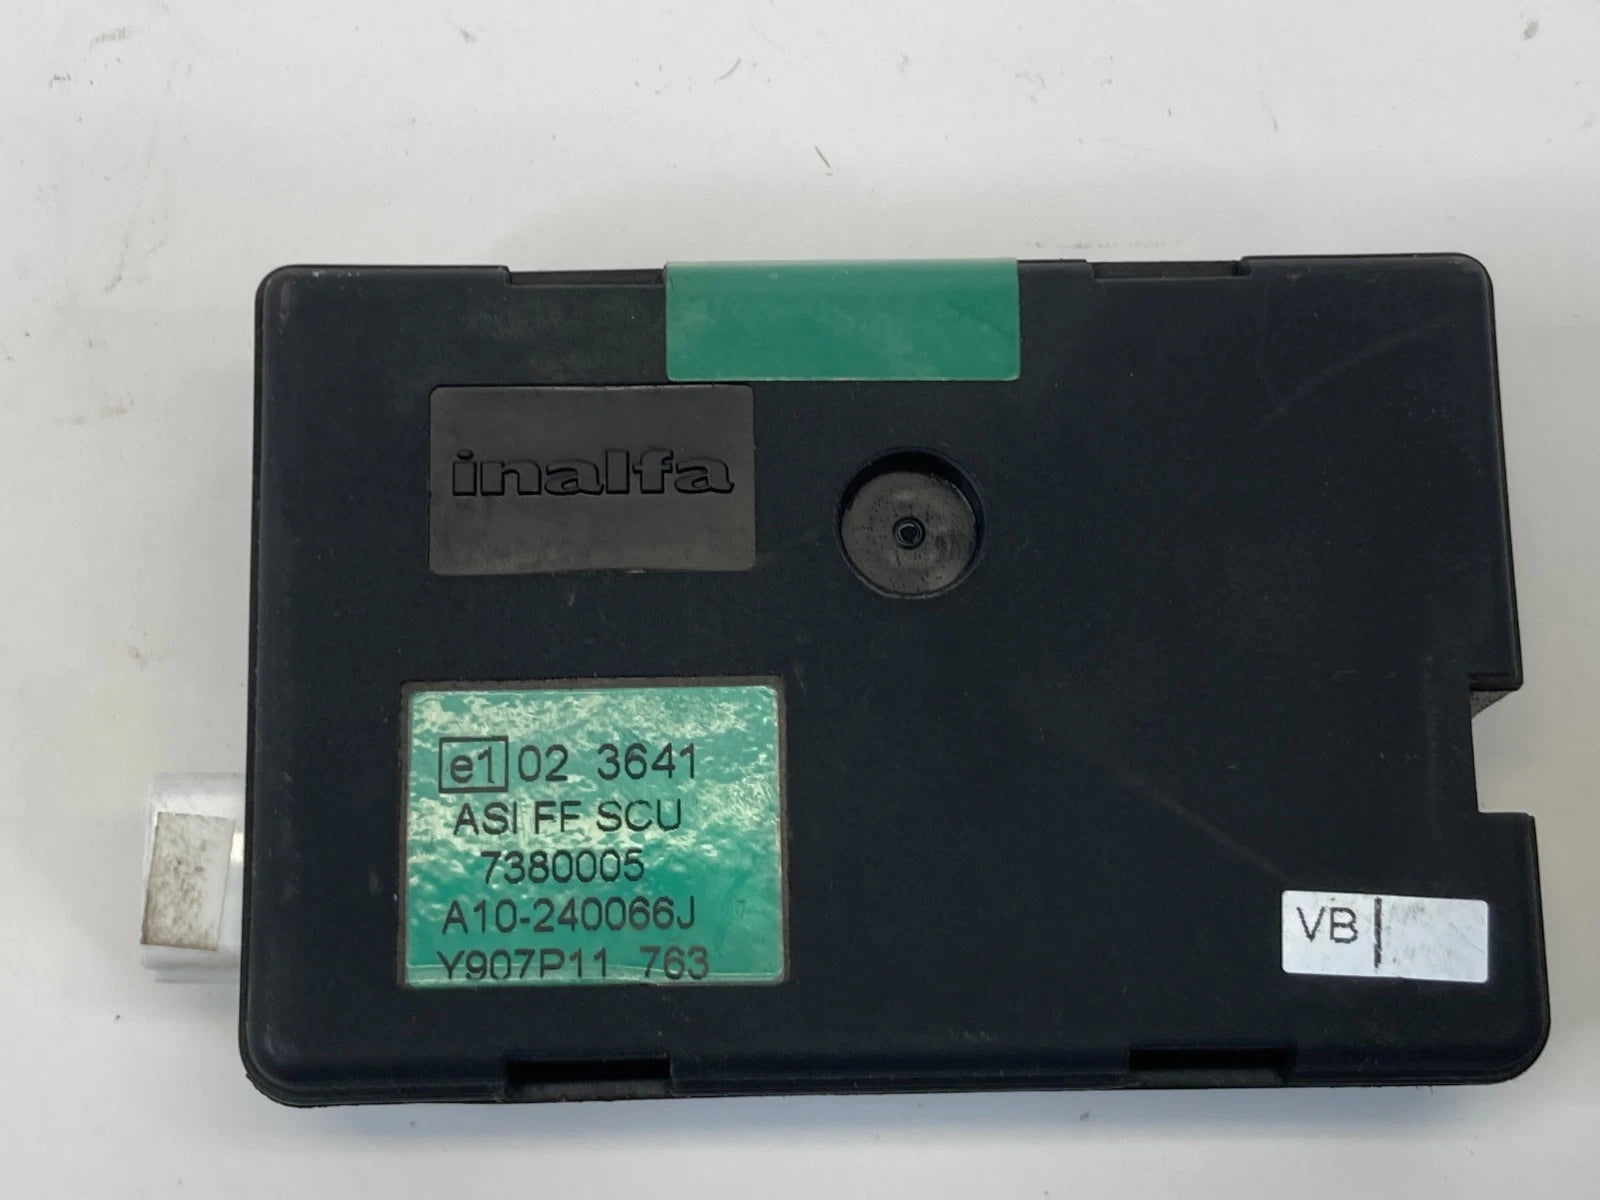 inalfa
e1 02 3641
ASI FF SCU
7380005
A10-240066J
Y907P11 763
VB